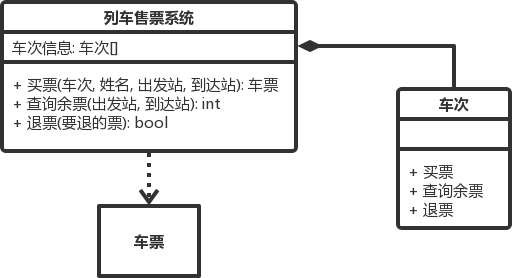 列车售票系统
车次信息: 车次[]
+ 买票(车次, 姓名, 出发站, 到达站): 车票
+ 查询余票(出发站, 到达站): int
+ 退票(要退的票): bool
车次
+ 买票
+ 查询余票
+ 退票
车票